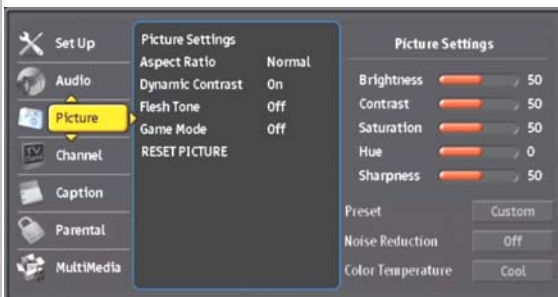 Set Up
Audio
Picture
Channel
Caption
Parental
MultiMedia
Picture Settings
Aspect Ratio Normal
Dynamic Contrast On
Flesh Tone Off
Game Mode Off
RESET PICTURE
Picture Settings
Brightness 50
Contrast 50
Saturation 50
Hue 0
Sharpness 50
Preset Custom
Noise Reduction Off
Color Temperature Cool